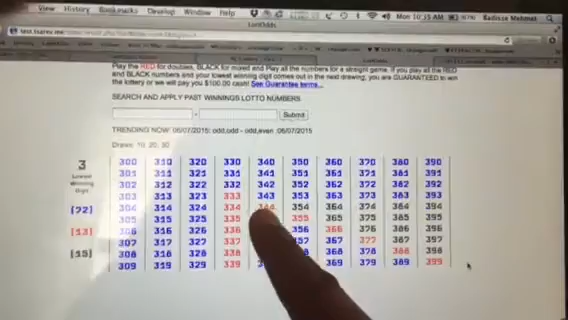 View History Bookmarks Develop Window Help
Mon 10:35 AM
Radisse Mehmet
LottOdds
Play the RED for doubles, BLACK for mixed and Play all the numbers for a straight game. If you play all the RED
and BLACK numbers and your lowest winning digit comes out in the next drawing, you are GUARANTEED to win
the lottery or we will pay you $100.00 cash! See Guarantee terms...
SEARCH AND APPLY PAST WINNINGS LOTTO NUMBERS
- Submit
TRENDING NOW: 06/07/2015: odd,odd - odd,even :06/07/2015
Draws: 10, 20, 30
3
Lowest
Winning
Digit
[72]
[13]
[15]
300 310 320 330 340 350 360 370 380 390
301 311 321 331 341 351 361 371 381 391
302 312 322 332 342 352 362 372 382 392
303 313 323 333 343 353 363 373 383 393
304 314 324 334 344 354 364 374 384 394
305 315 325 335 355 365 375 385 395
306 316 326 336 356 366 376 386 396
307 317 327 337 357 367 377 387 397
308 318 328 338 368 378 388 398
309 319 329 339 369 379 389 399